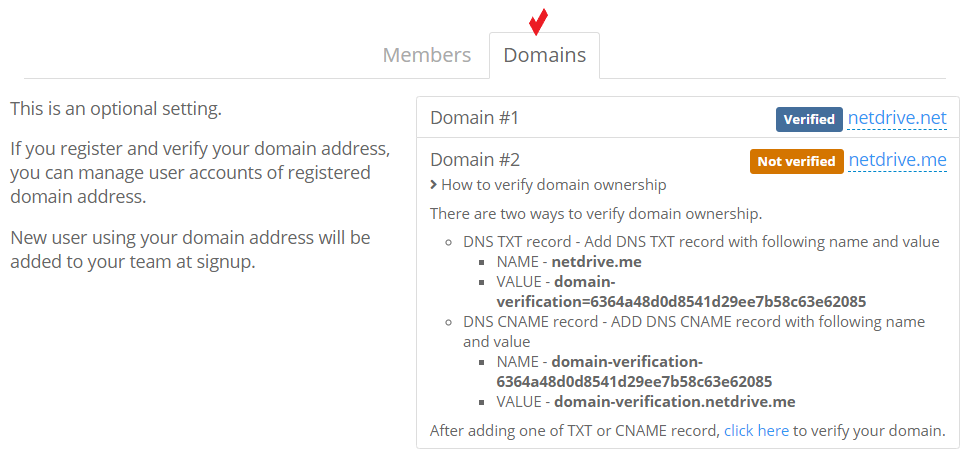 Members
Domains
This is an optional setting.
If you register and verify your domain address,
you can manage user accounts of registered
domain address.
New user using your domain address will be
added to your team at signup.
Domain #1
Verified netdrive.net
Domain #2
Not verified netdrive.me
How to verify domain ownership
There are two ways to verify domain ownership.
DNS TXT record - Add DNS TXT record with following name and value
NAME - netdrive.me
VALUE - domain-
verification=6364a48d0d8541d29ee7b58c63e62085
DNS CNAME record - ADD DNS CNAME record with following name
and value
NAME - domain-verification-
6364a48d0d8541d29ee7b58c63e62085
VALUE - domain-verification.netdrive.me
After adding one of TXT or CNAME record, click here to verify your domain.